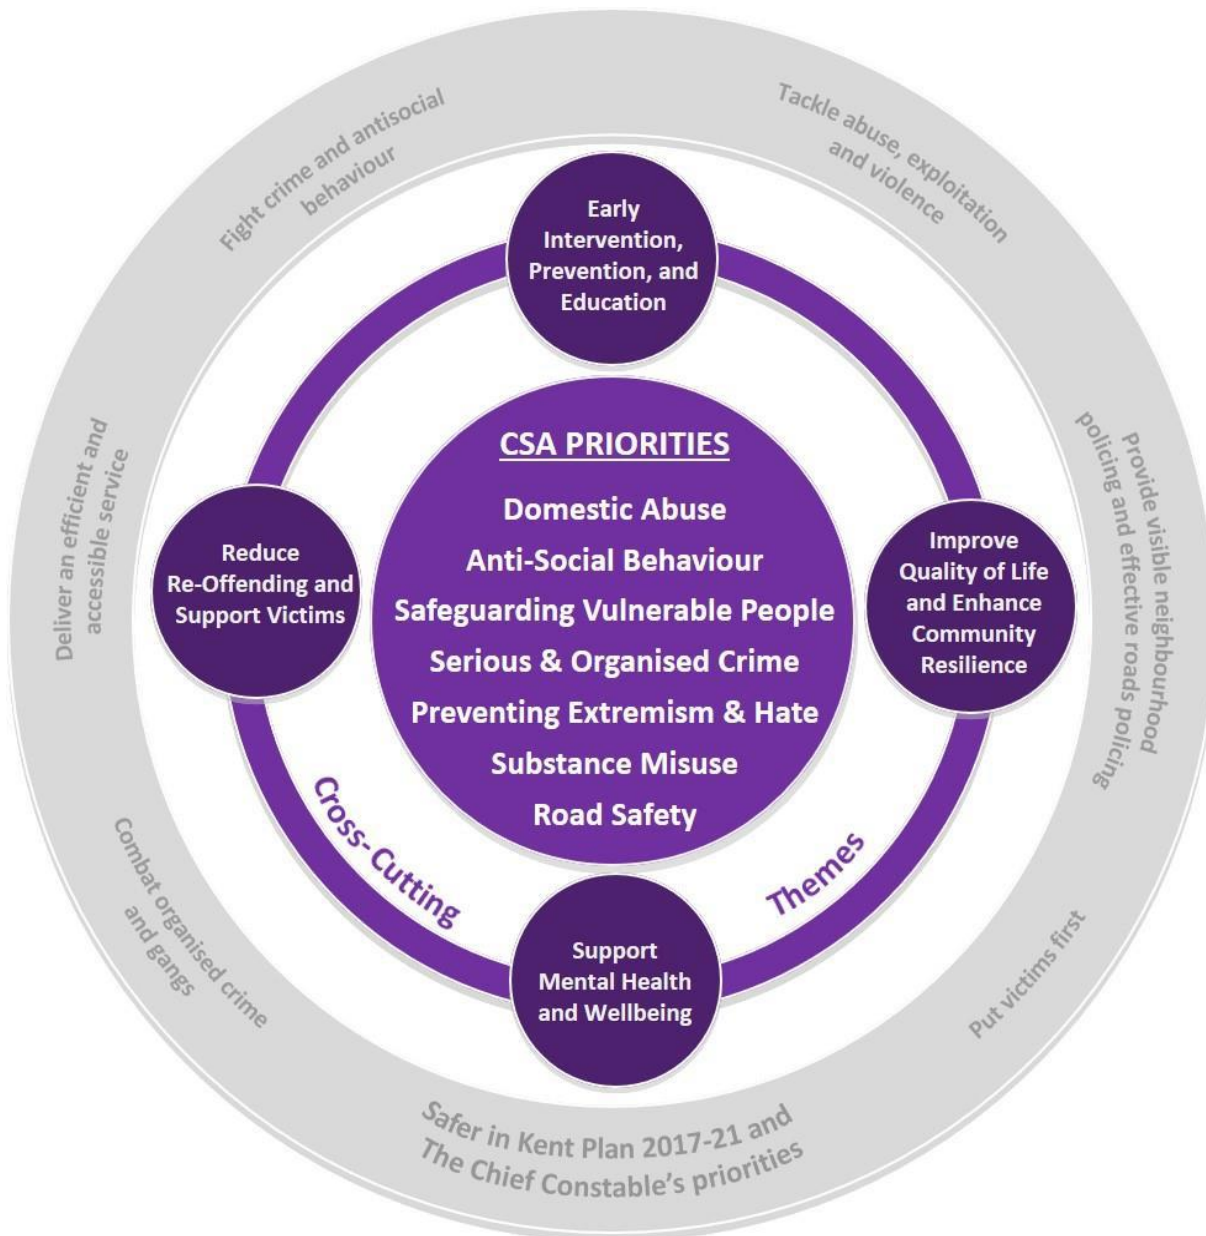 Fight crime and antisocial
behaviour
Tackle abuse, exploitation
and violence
Early
Intervention,
Prevention, and
Education
Deliver an efficient and
accessible service
Reduce
Re-Offending and
Support Victims
CSA PRIORITIES
Domestic Abuse
Anti-Social Behaviour
Safeguarding Vulnerable People
Serious & Organised Crime
Preventing Extremism & Hate
Substance Misuse
Road Safety
Improve
Quality of Life
and Enhance
Community
Resilience
Provide visible neighbourhood
policing and effective roads policing
Cross-Cutting
Themes
Combat organised crime
and gangs
Support
Mental Health
and Wellbeing
Put victims first
Safer in Kent Plan 2017-21 and
The Chief Constable's priorities